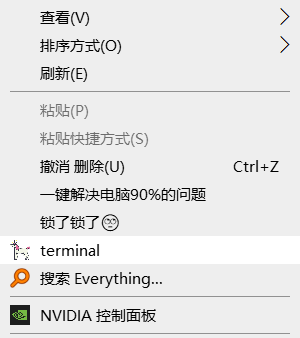 查看(V)
排序方式(O)
刷新(E)
粘贴(P)
粘贴快捷方式(S)
撤消 删除(U) Ctrl+Z
一键解决电脑90%的问题
锁了锁了🙄
terminal
搜索 Everything...
NVIDIA 控制面板